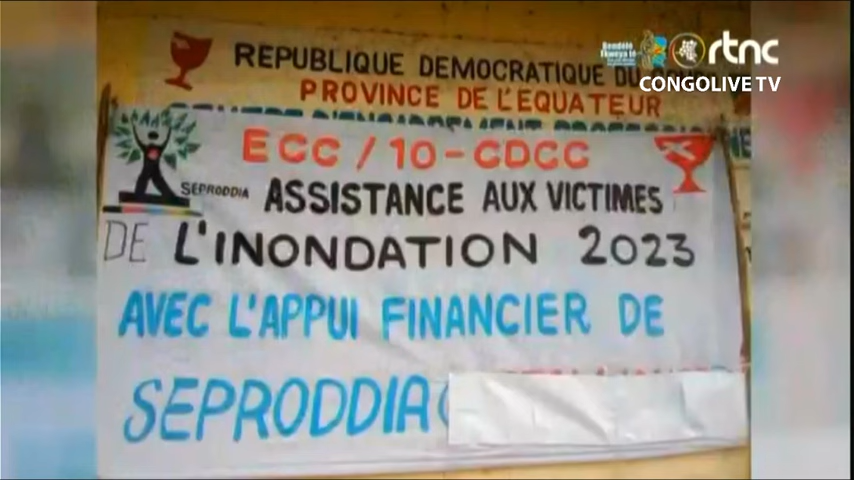 rtnc
CONGOLIVE TV
REPUBLIQUE DEMOCRATIQUE DU
PROVINCE DE L'EQUATEUR
ECC / 10 - CDCC
SEPRODDIA ASSISTANCE AUX VICTIMES
DE L'INONDATION 2023
AVEC L'APPUI FINANCIER DE
SEPRODDIA (